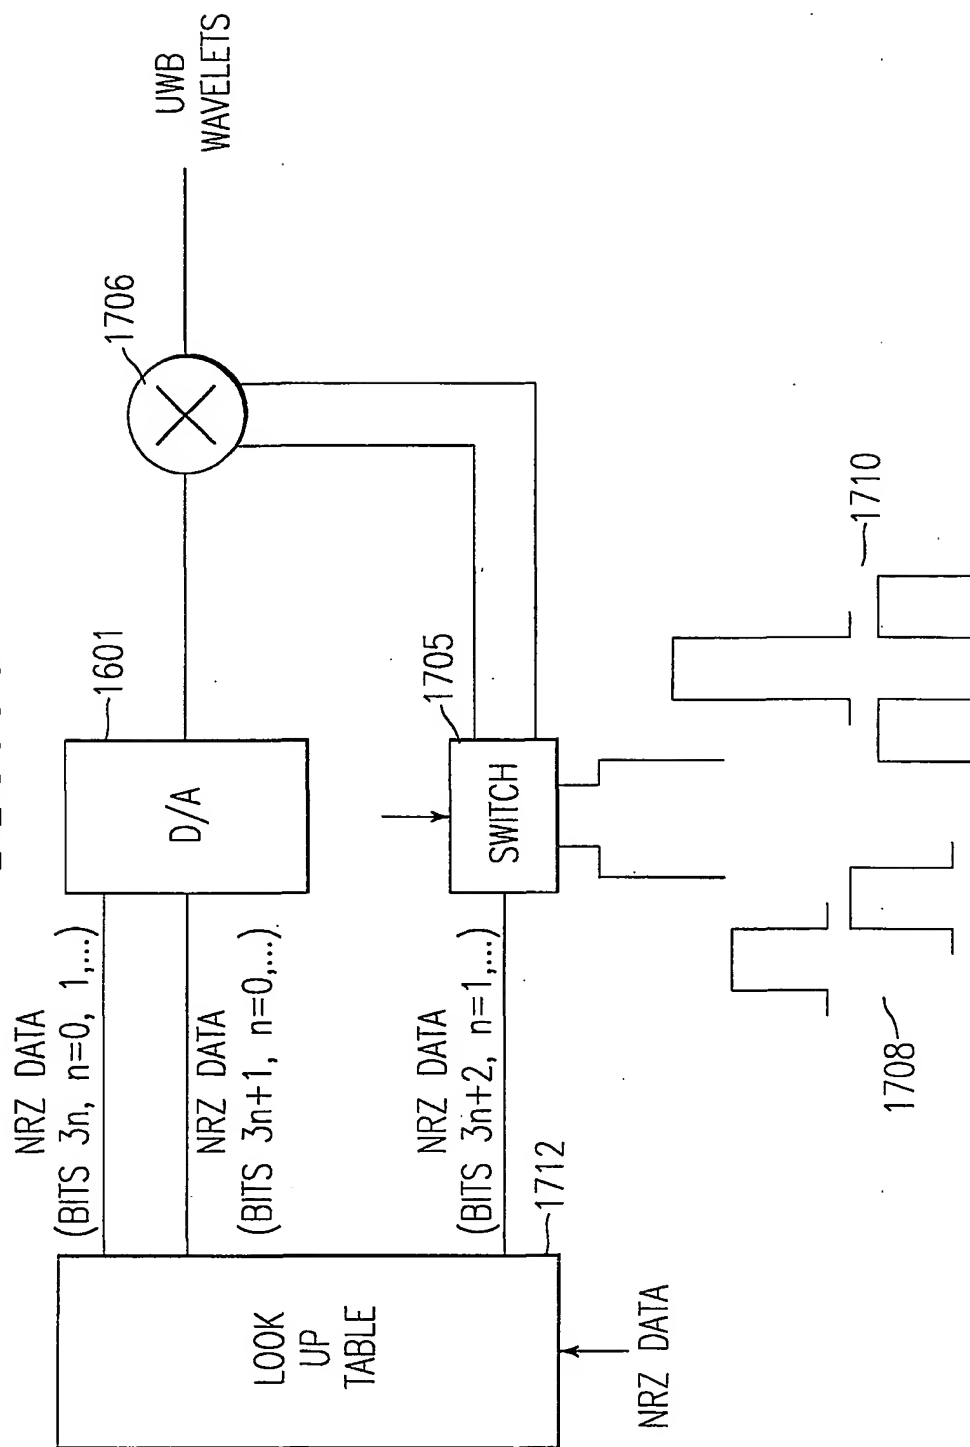 UWB
WAVELETS
1706
1601
D/A
1705
SWITCH
1710
1708
NRZ DATA
(BITS 3n, n=0, 1,...)
NRZ DATA
(BITS 3n+1, n=0,...)
NRZ DATA
(BITS 3n+2, n=1,...)
1712
LOOK
UP
TABLE
NRZ DATA